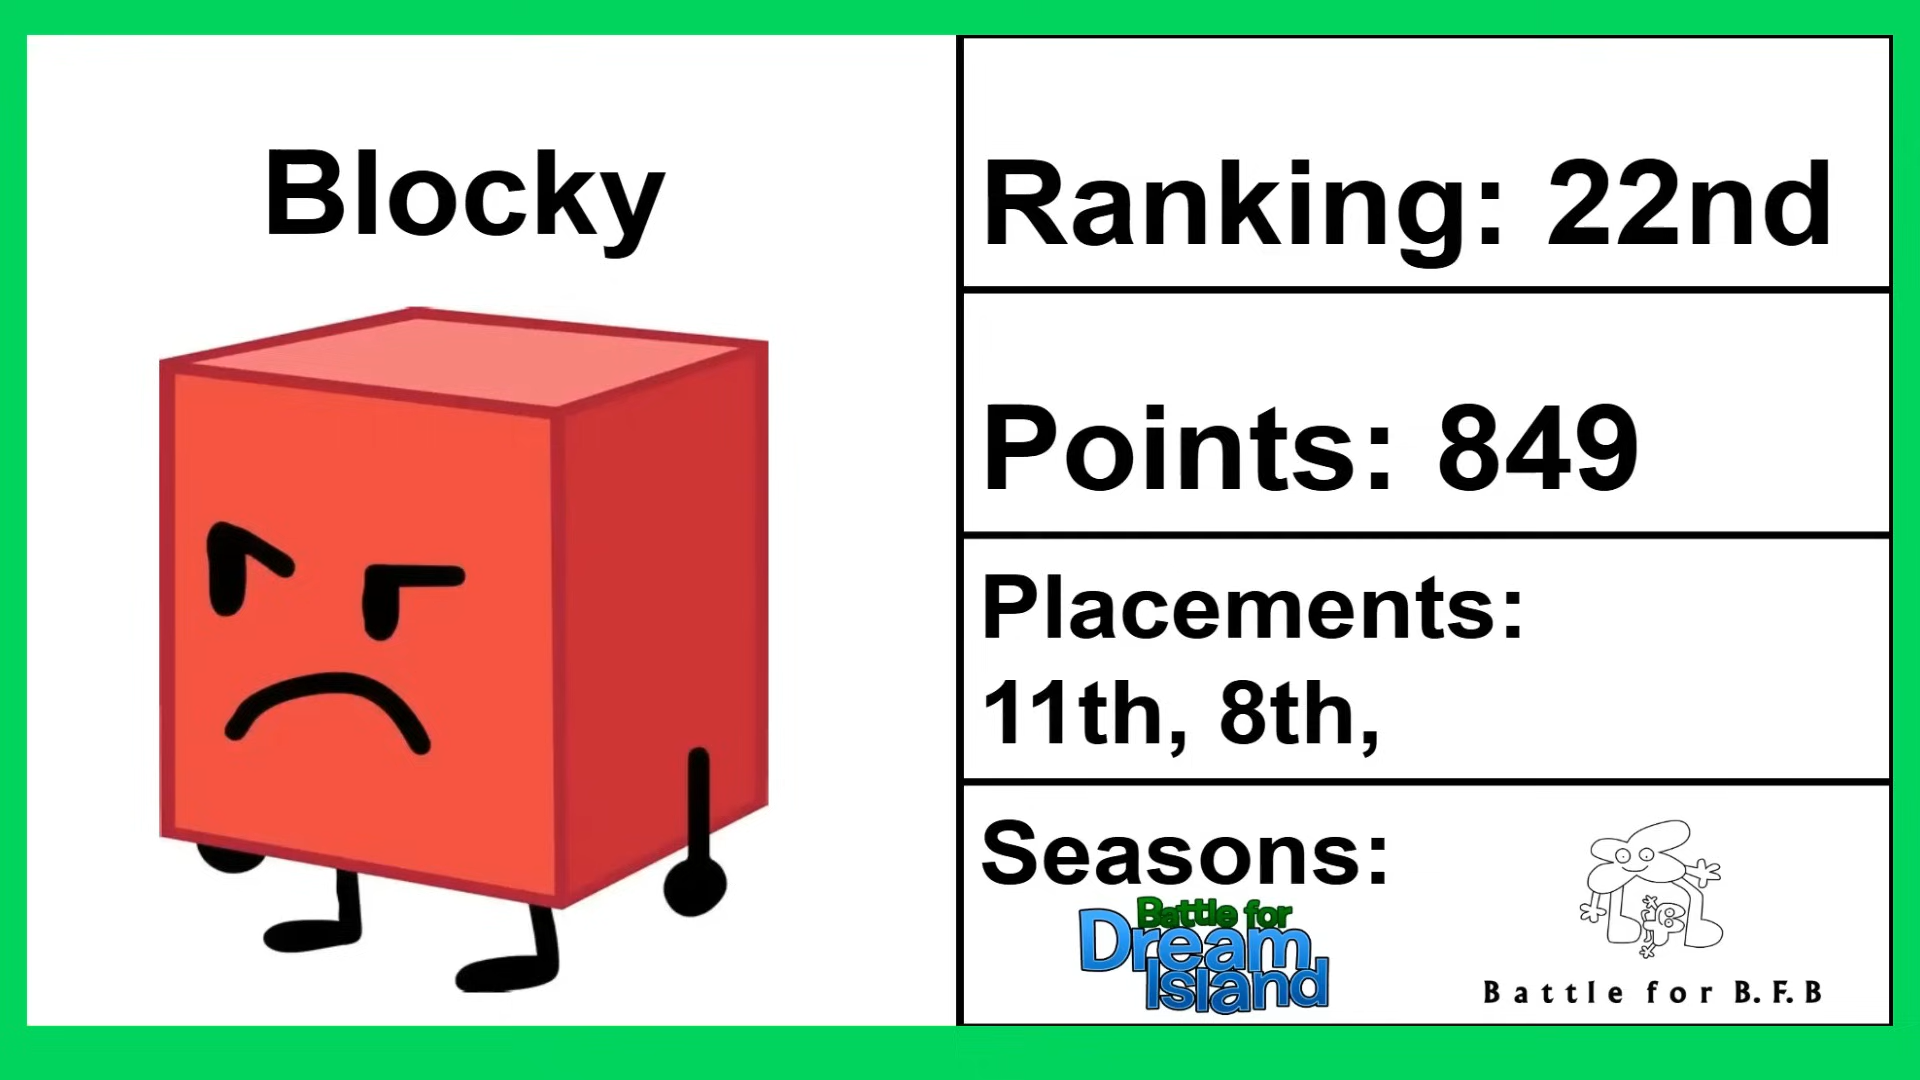 Blocky
Ranking: 22nd
Points: 849
Placements:
11th, 8th,
Seasons:
Battle for
Dream
Island
Battle for B.F.B